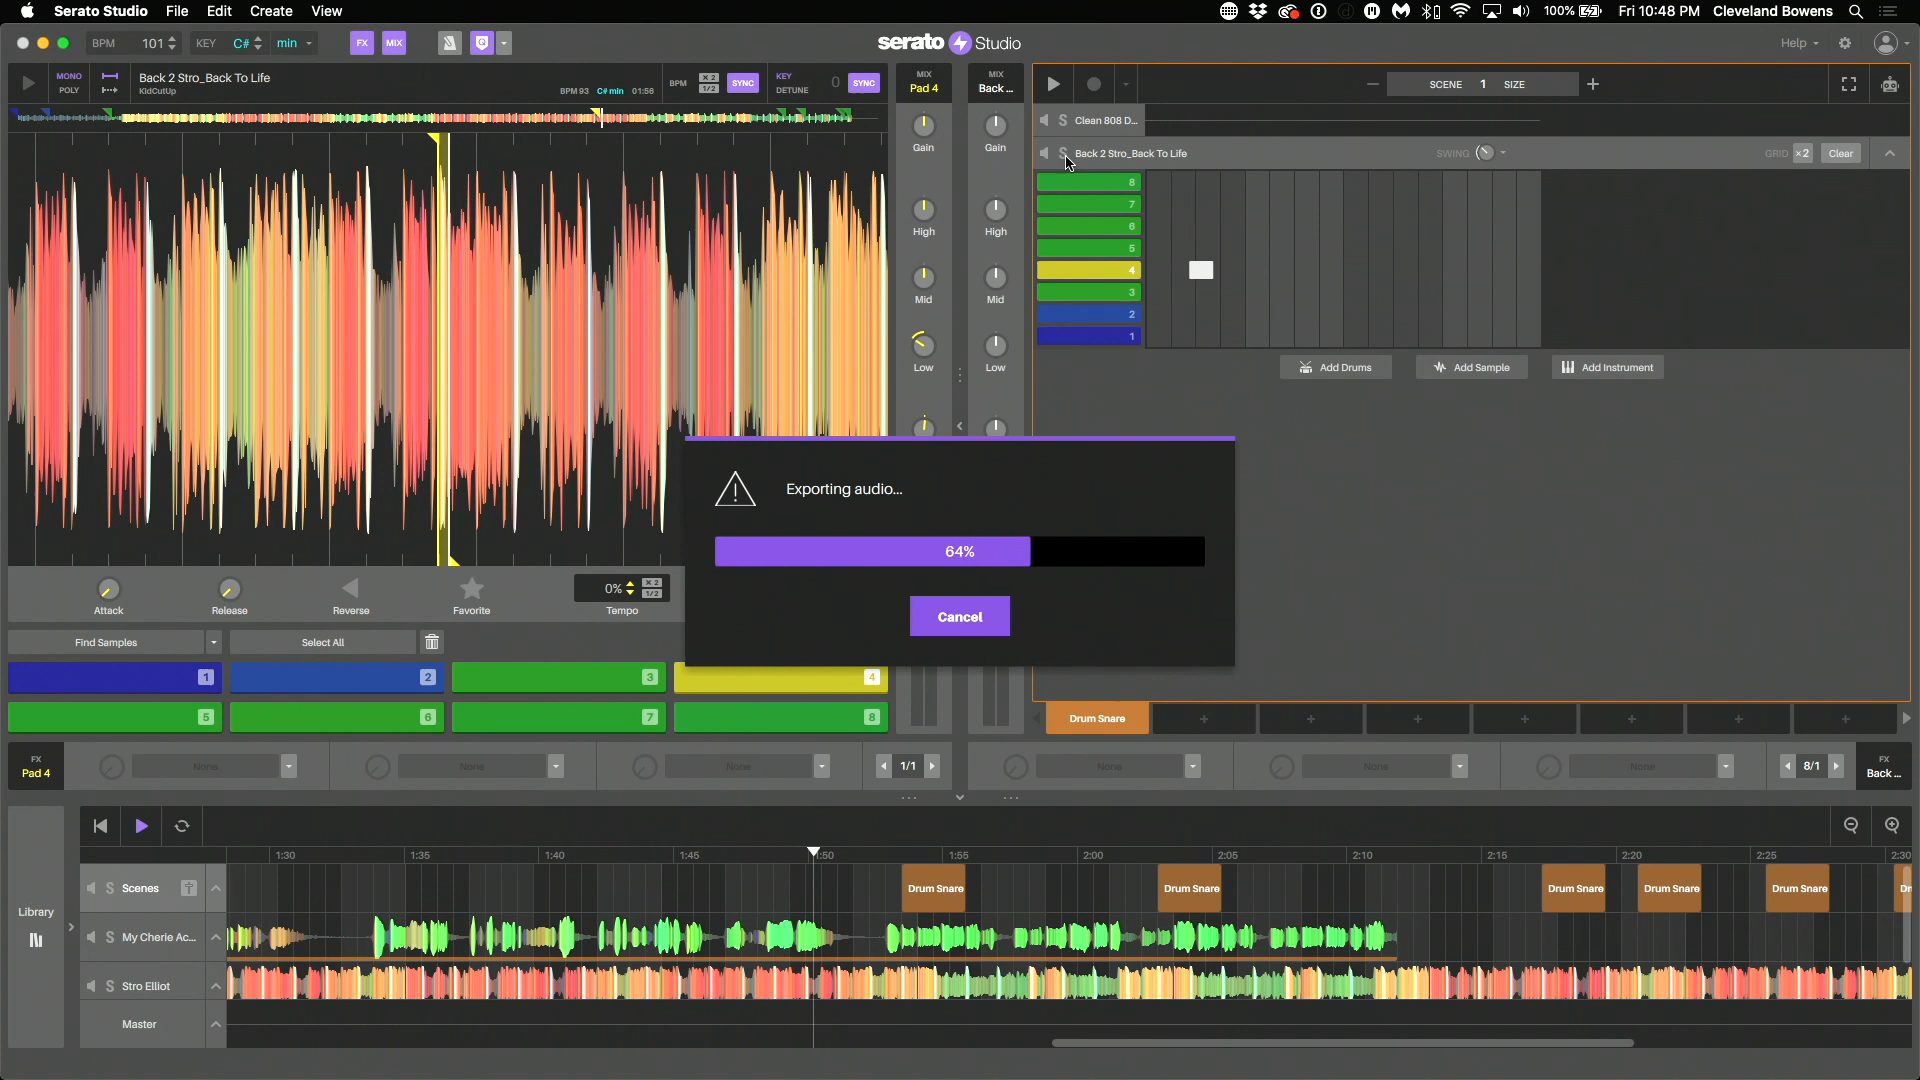 Serato Studio File Edit Create View
100% Fri 10:48 PM Cleveland Bowens
BPM 101 KEY C# min FX MIX
serato Studio
Help
MONO
POLY
Back 2 Stro_Back To Life
KidCutUp
BPM 93 C# min 01:56
BPM x 2 1/2 SYNC
KEY
DETUNE 0 SYNC
MIX
Pad 4
MIX
Back ...
SCENE 1 SIZE
S Clean 808 D...
S Back 2 Stro_Back To Life SWING GRID x2 Clear
Gain Gain
High High
Mid Mid
Low Low
8
7
6
5
4
3
2
1
Add Drums Add Sample Add Instrument
Exporting audio...
64%
Cancel
Attack Release Reverse Favorite
0% x 2 1/2
Tempo
Find Samples Select All
1 2 3 4
5 6 7 8
Drum Snare + + + + + + +
FX
Pad 4
None None None 1/1
None None None 8/1
FX
Back ...
1:30 1:35 1:40 1:45 1:50 1:55 2:00 2:05 2:10 2:15 2:20 2:25 2:30
Library
S Scenes
Drum Snare Drum Snare Drum Snare Drum Snare Drum Snare Dr
S My Cherie Ac...
S Stro Elliot
Master